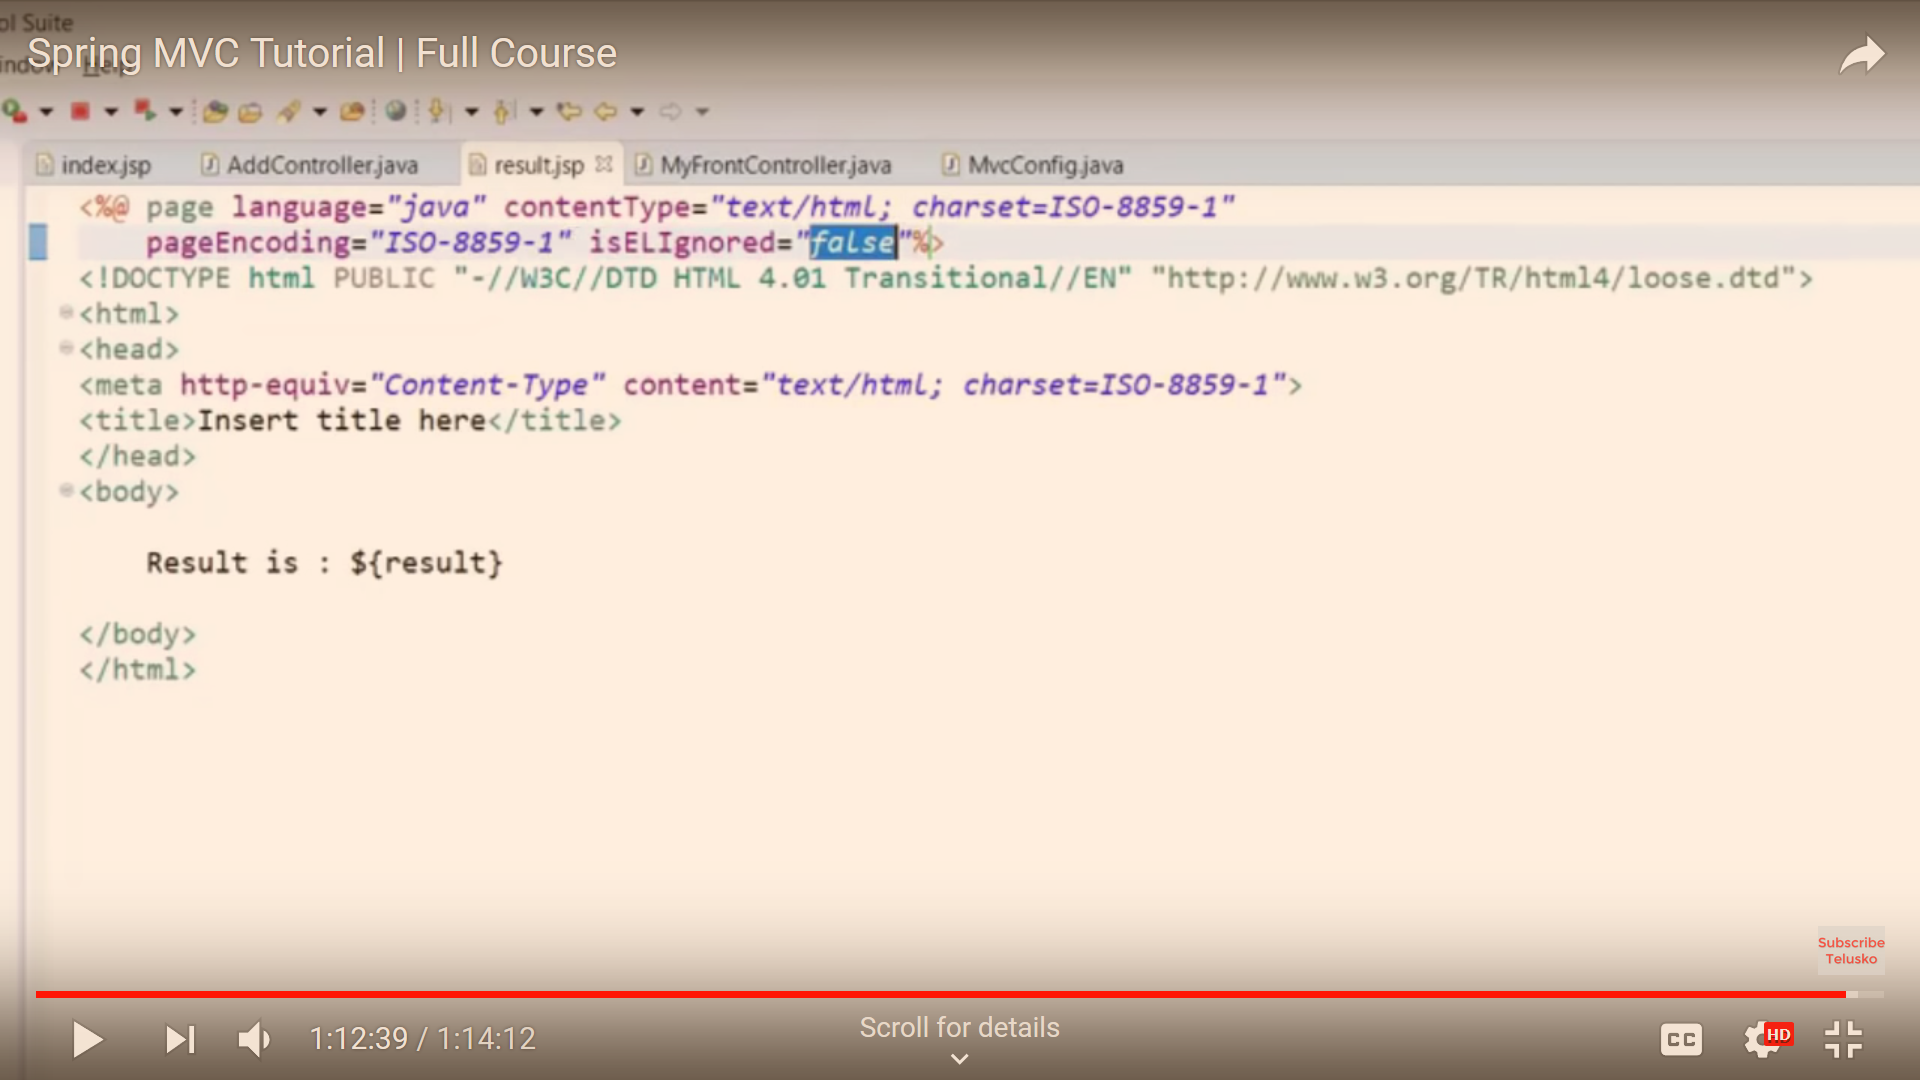 ol Suite
Spring MVC Tutorial | Full Course
Help
index.jsp AddController.java result.jsp MyFrontController.java MvcConfig.java
<%@ page language="java" contentType="text/html; charset=ISO-8859-1"
pageEncoding="ISO-8859-1" isELIgnored="false"%>
<!DOCTYPE html PUBLIC "-//W3C//DTD HTML 4.01 Transitional//EN" "http://www.w3.org/TR/html4/loose.dtd">
<html>
<head>
<meta http-equiv="Content-Type" content="text/html; charset=ISO-8859-1">
<title>Insert title here</title>
</head>
<body>
Result is : ${result}
</body>
</html>
Subscribe
Telusko
1:12:39 / 1:14:12
Scroll for details
CC
HD